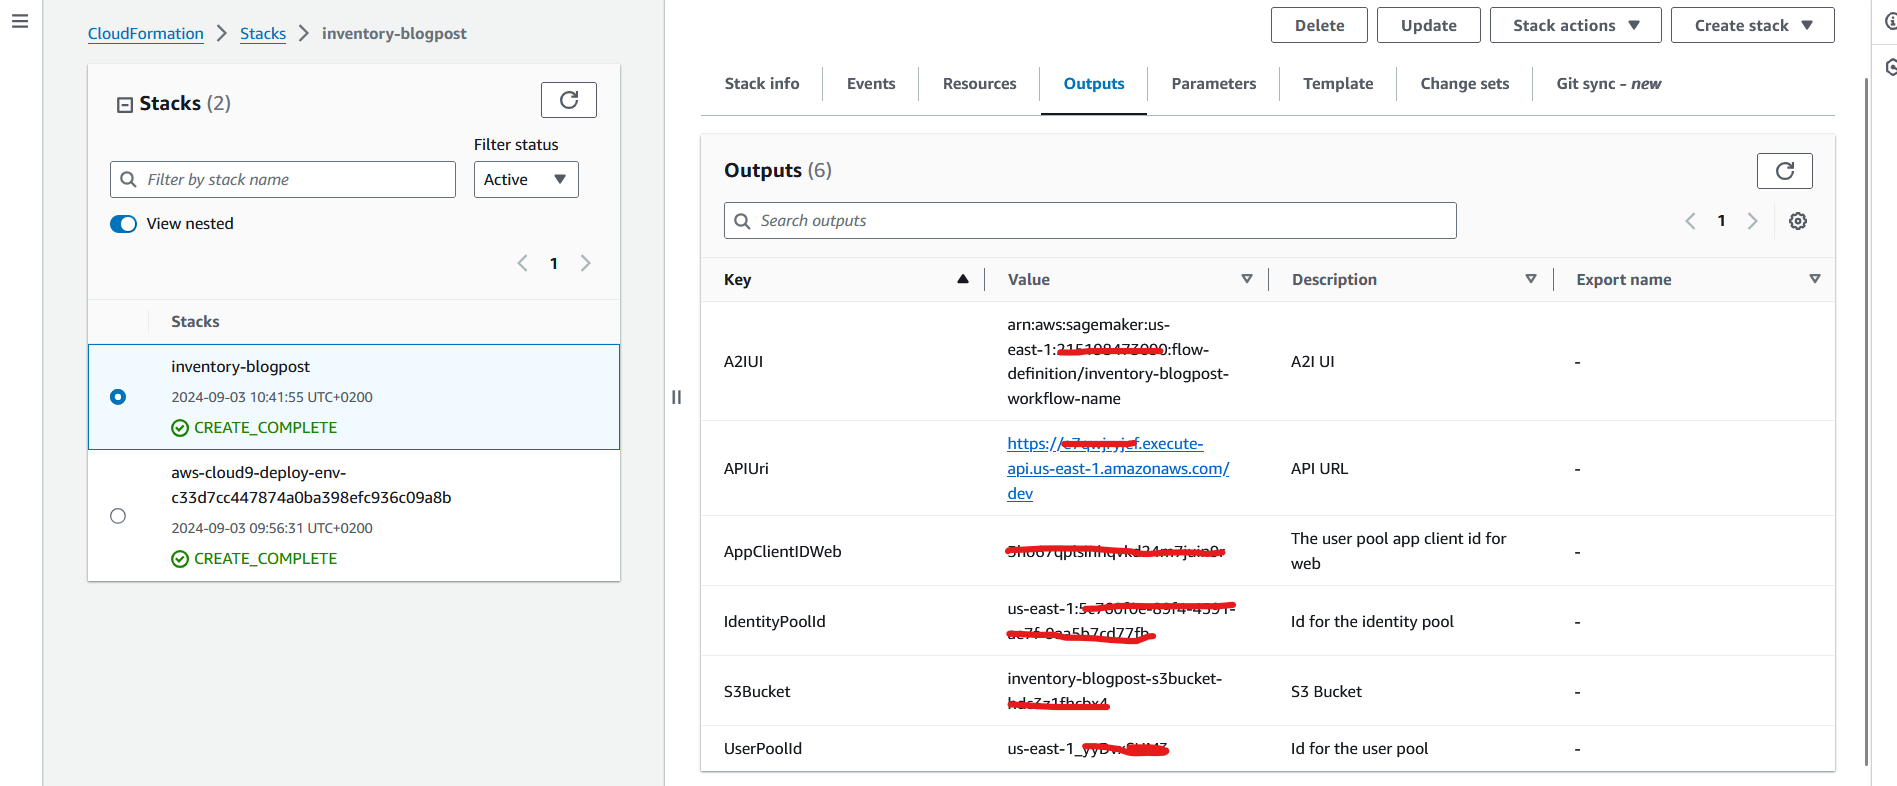 CloudFormation > Stacks > inventory-blogpost
Stacks (2)
Filter status
Filter by stack name
Active
View nested
1
Stacks
inventory-blogpost
2024-09-03 10:41:55 UTC+0200
CREATE_COMPLETE
aws-cloud9-deploy-env-
c33d7cc447874a0ba398efc936c09a8b
2024-09-03 09:56:31 UTC+0200
CREATE_COMPLETE
Delete
Update
Stack actions
Create stack
Stack info
Events
Resources
Outputs
Parameters
Template
Change sets
Git sync - new
Outputs (6)
Search outputs
1
Key
Value
Description
Export name
A2IUI
arn:aws:sagemaker:us-
east-1: :flow-
definition/inventory-blogpost-
workflow-name
A2I UI
-
APIUri
https:// .execute-
api.us-east-1.amazonaws.com/
dev
API URL
-
AppClientIDWeb
The user pool app client id for
web
-
IdentityPoolId
us-east-1:
Id for the identity pool
-
S3Bucket
inventory-blogpost-s3bucket-
S3 Bucket
-
UserPoolId
us-east-1_
Id for the user pool
-